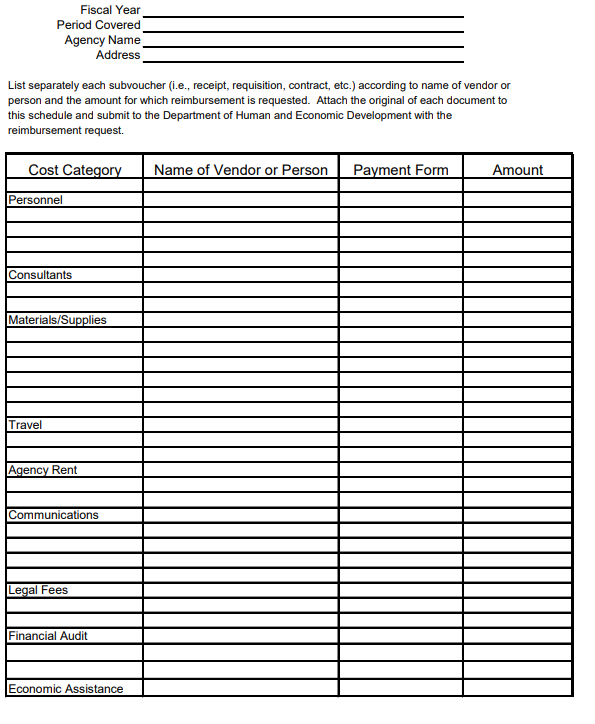 Fiscal Year
Period Covered
Agency Name
Address
List separately each subvoucher (i.e., receipt, requisition, contract, etc.) according to name of vendor or
person and the amount for which reimbursement is requested.  Attach the original of each document to
this schedule and submit to the Department of Human and Economic Development with the
reimbursement request.
Cost Category Name of Vendor or Person Payment Form Amount
Personnel
Consultants
Materials/Supplies
Travel
Agency Rent
Communications
Legal Fees
Financial Audit
Economic Assistance